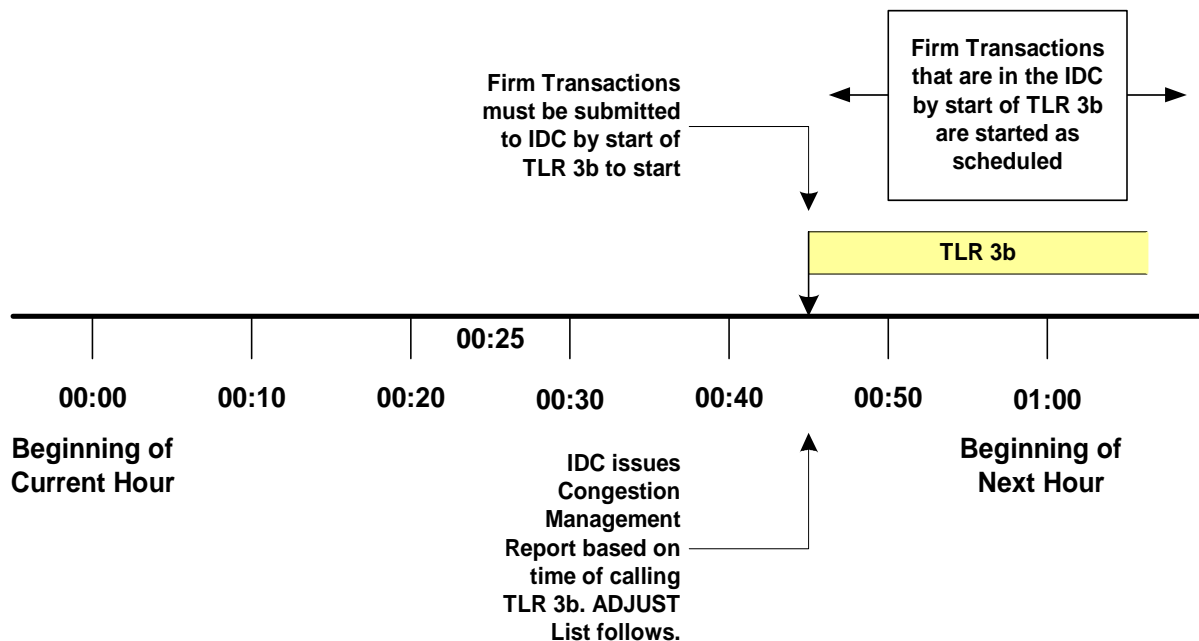 Firm Transactions
must be submitted
to IDC by start of
TLR 3b to start
Firm Transactions
that are in the IDC
by start of TLR 3b
are started as
scheduled
TLR 3b
00:25
00:00
00:10
00:20
00:30
00:40
00:50
01:00
Beginning of
Current Hour
IDC issues
Congestion
Management
Report based on
time of calling
TLR 3b. ADJUST
List follows.
Beginning of
Next Hour